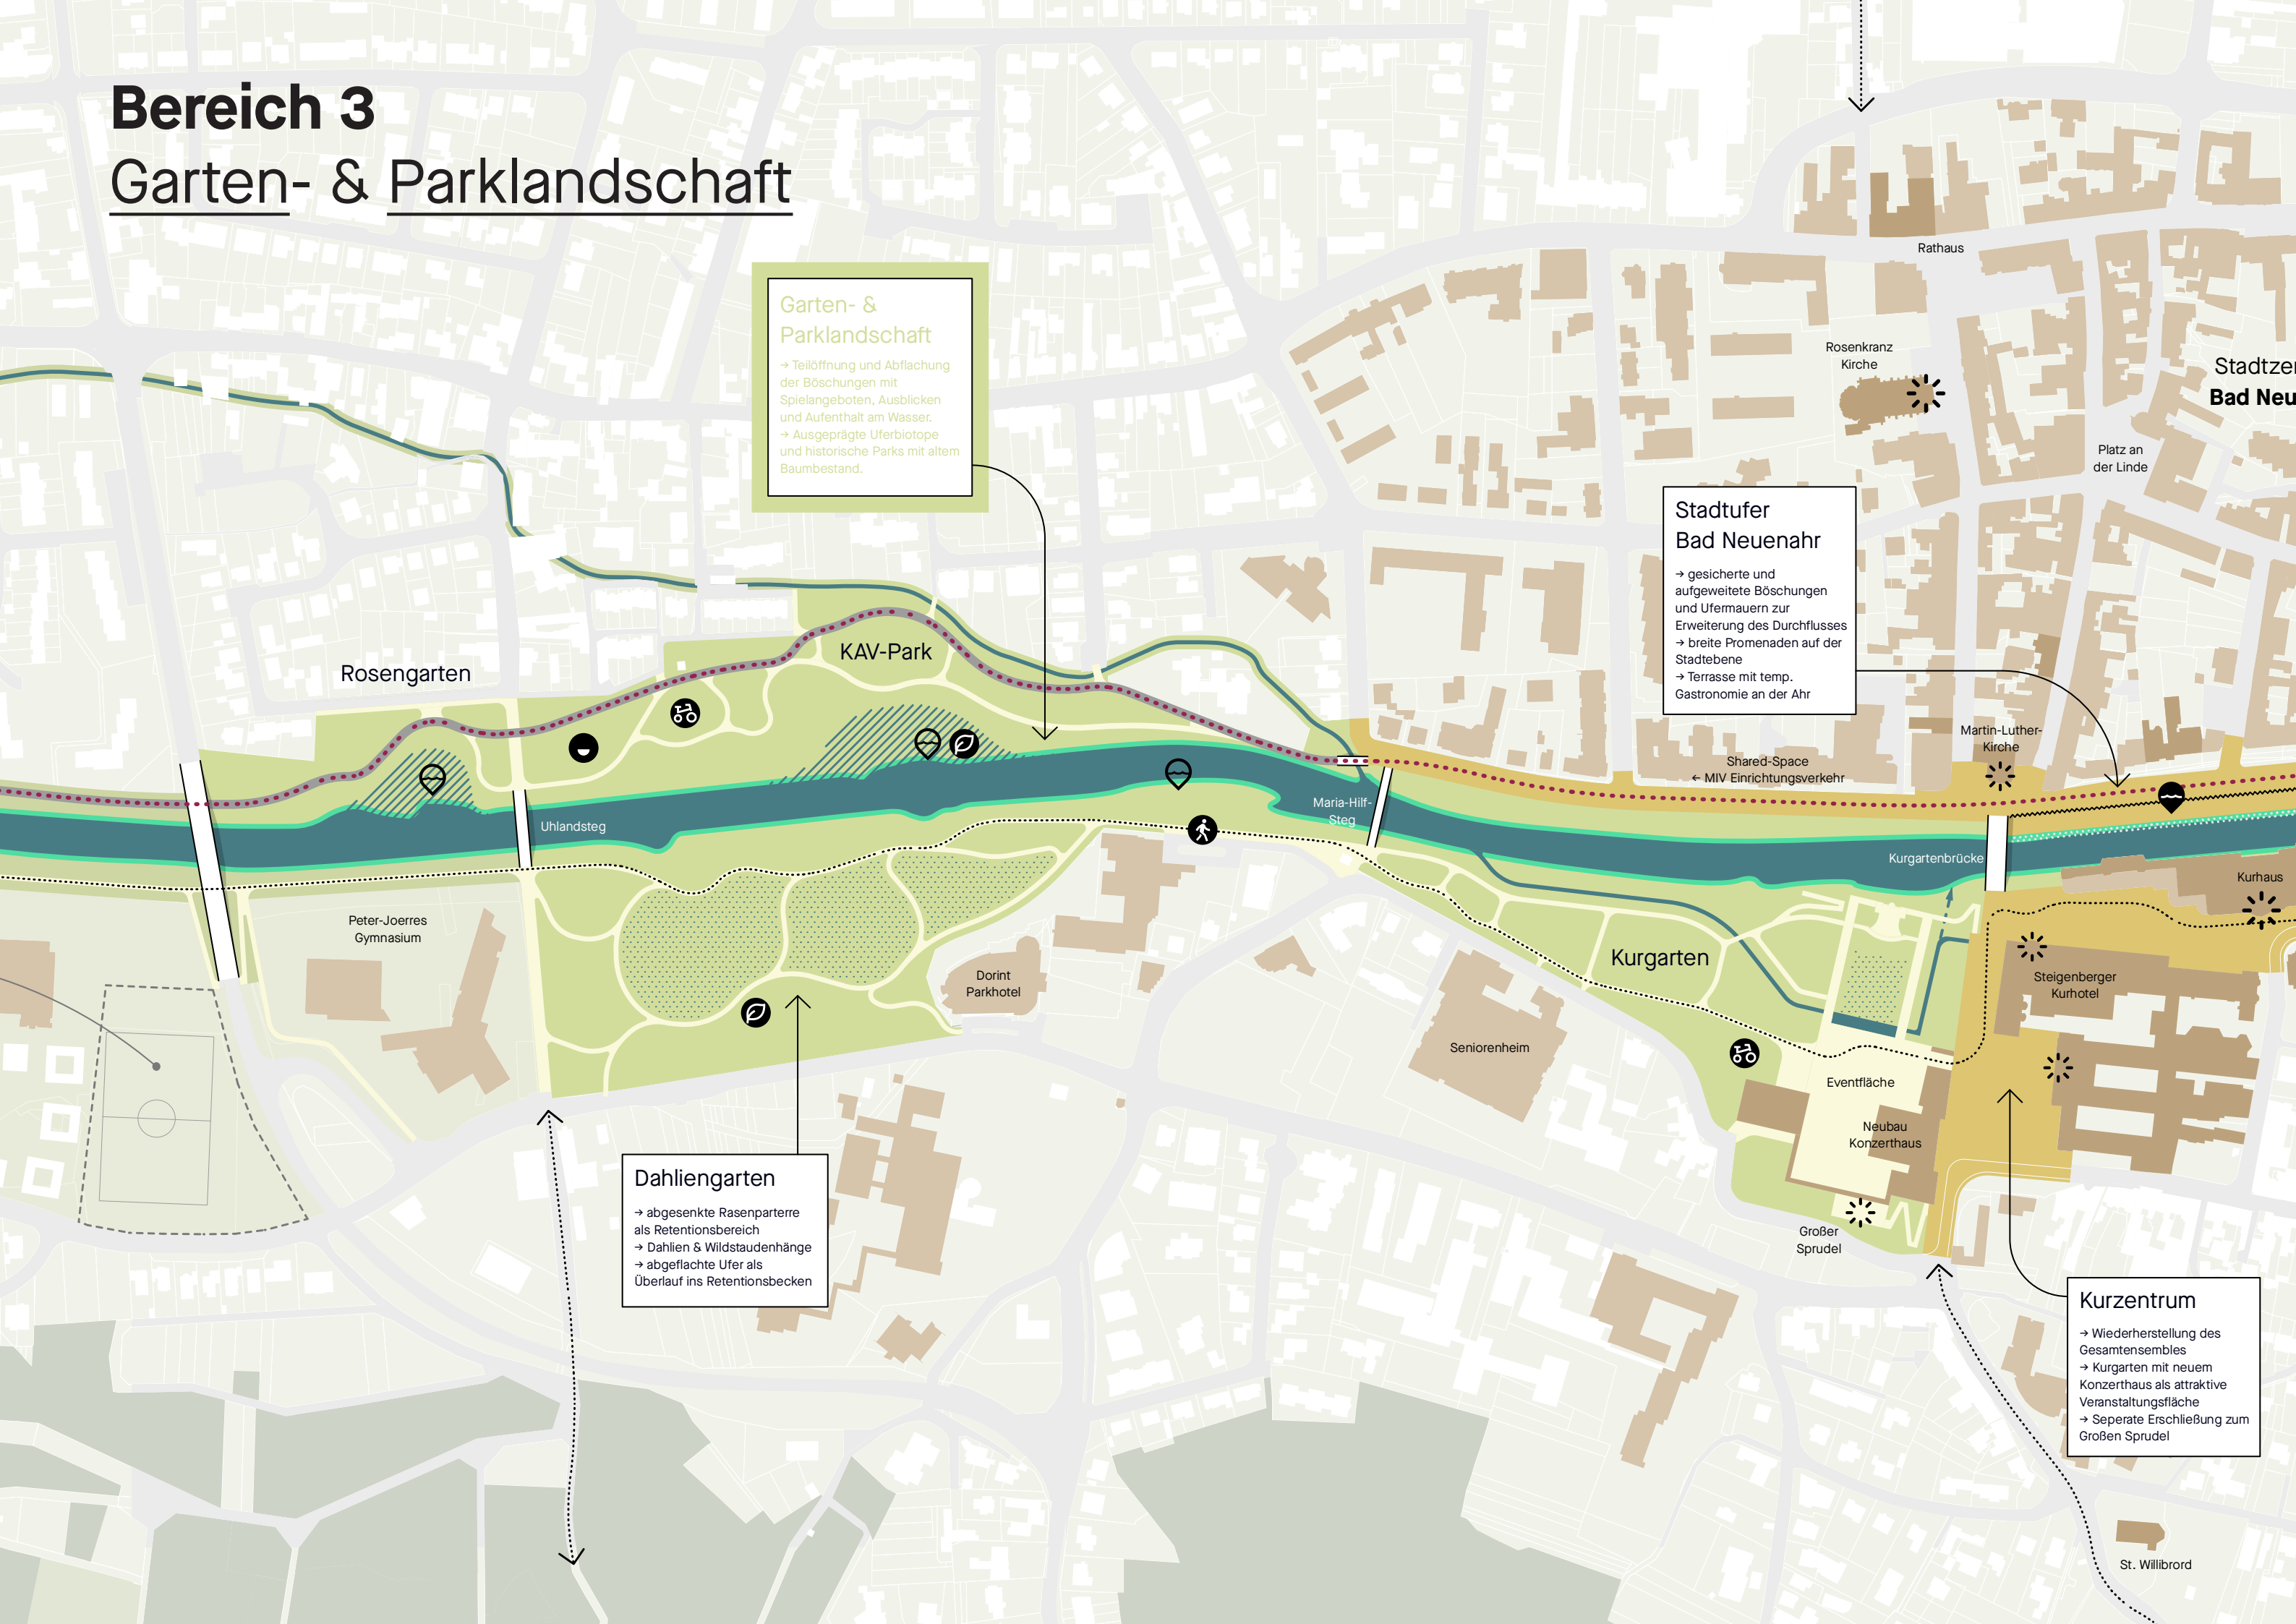 Bereich 3
Garten- & Parklandschaft
Garten- &
Parklandschaft
→ Teilöffnung und Abflachung
der Böschungen mit
Spielangeboten, Ausblicken
und Aufenthalt am Wasser.
→ Ausgeprägte Uferbiotope
und historische Parks mit altem
Baumbestand.
Rathaus
Rosenkranz
Kirche
Stadtze
Bad Neu
Platz an
der Linde
Stadtufer
Bad Neuenahr
→ gesicherte und
aufgeweitete Böschungen
und Ufermauern zur
Erweiterung des Durchflusses
→ breite Promenaden auf der
Stadtebene
→ Terrasse mit temp.
Gastronomie an der Ahr
Rosengarten
KAV-Park
Martin-Luther-
Kirche
Shared-Space
← MIV Einrichtungsverkehr
Maria-Hilf-
Steg
Uhlandsteg
Kurgartenbrücke
Kurhaus
Peter-Joerres
Gymnasium
Dorint
Parkhotel
Kurgarten
Steigenberger
Kurhotel
Seniorenheim
Eventfläche
Neubau
Konzerthaus
Großer
Sprudel
Dahliengarten
→ abgesenkte Rasenparterre
als Retentionsbereich
→ Dahlien & Wildstaudenhänge
→ abgeflachte Ufer als
Überlauf ins Retentionsbecken
Kurzentrum
→ Wiederherstellung des
Gesamtensembles
→ Kurgarten mit neuem
Konzerthaus als attraktive
Veranstaltungsfläche
→ Seperate Erschließung zum
Großen Sprudel
St. Willibrord